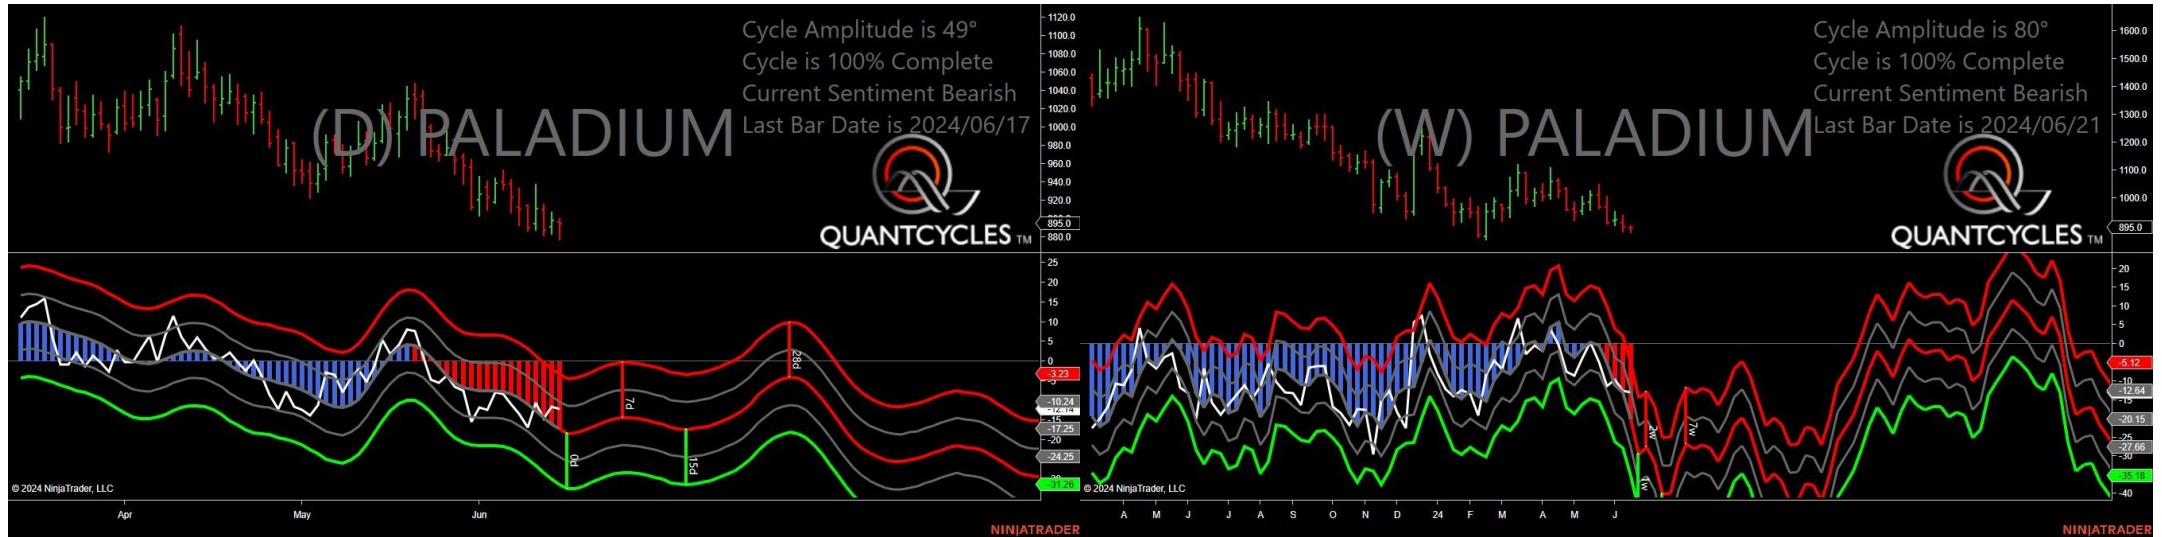 Cycle Amplitude is 49°
Cycle is 100% Complete
Current Sentiment Bearish
Last Bar Date is 2024/06/17
(D) PALADIUM
QUANTCYCLES TM
1120.0
1100.0
1080.0
1060.0
1040.0
1020.0
1000.0
980.0
960.0
940.0
920.0
895.0
880.0
25
20
15
10
5
0
-3.23
-10.24
-12.14
-15
-17.25
-20
-24.25
-31.26
0d
7d
15d
28d
© 2024 NinjaTrader, LLC
Apr May Jun
NINJATRADER
Cycle Amplitude is 80°
Cycle is 100% Complete
Current Sentiment Bearish
Last Bar Date is 2024/06/21
(W) PALADIUM
QUANTCYCLES TM
1600.0
1400.0
1300.0
1200.0
1100.0
1000.0
895.0
20
15
10
5
0
-5.12
-10
-12.64
-20.15
-25
-27.66
-30
-35.18
-40
2w
7w
1w
© 2024 NinjaTrader, LLC
A M J J A S O N D 24 F M A M J
NINJATRADER